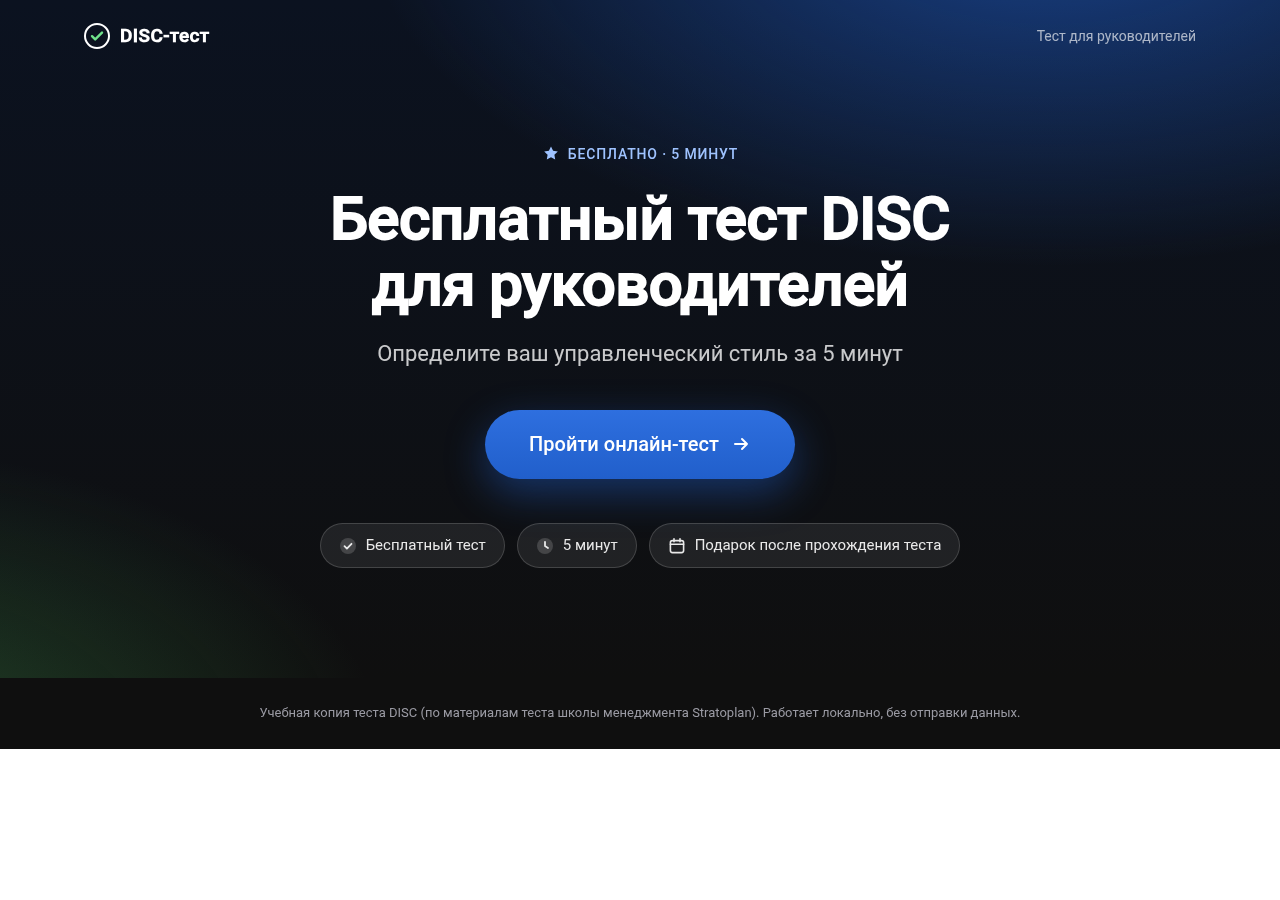 DISC-тест
Тест для руководителей
БЕСПЛАТНО · 5 МИНУТ
Бесплатный тест DISC
для руководителей
Определите ваш управленческий стиль за 5 минут
Пройти онлайн-тест →
Бесплатный тест
5 минут
Подарок после прохождения теста
Учебная копия теста DISC (по материалам теста школы менеджмента Stratoplan). Работает локально, без отправки данных.